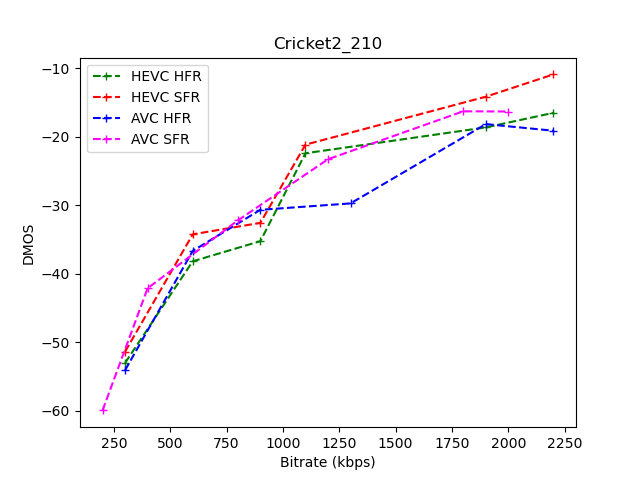 Cricket2_210
HEVC HFR
HEVC SFR
AVC HFR
AVC SFR
−10
−20
−30
−40
−50
−60
DMOS
250 500 750 1000 1250 1500 1750 2000 2250
Bitrate (kbps)